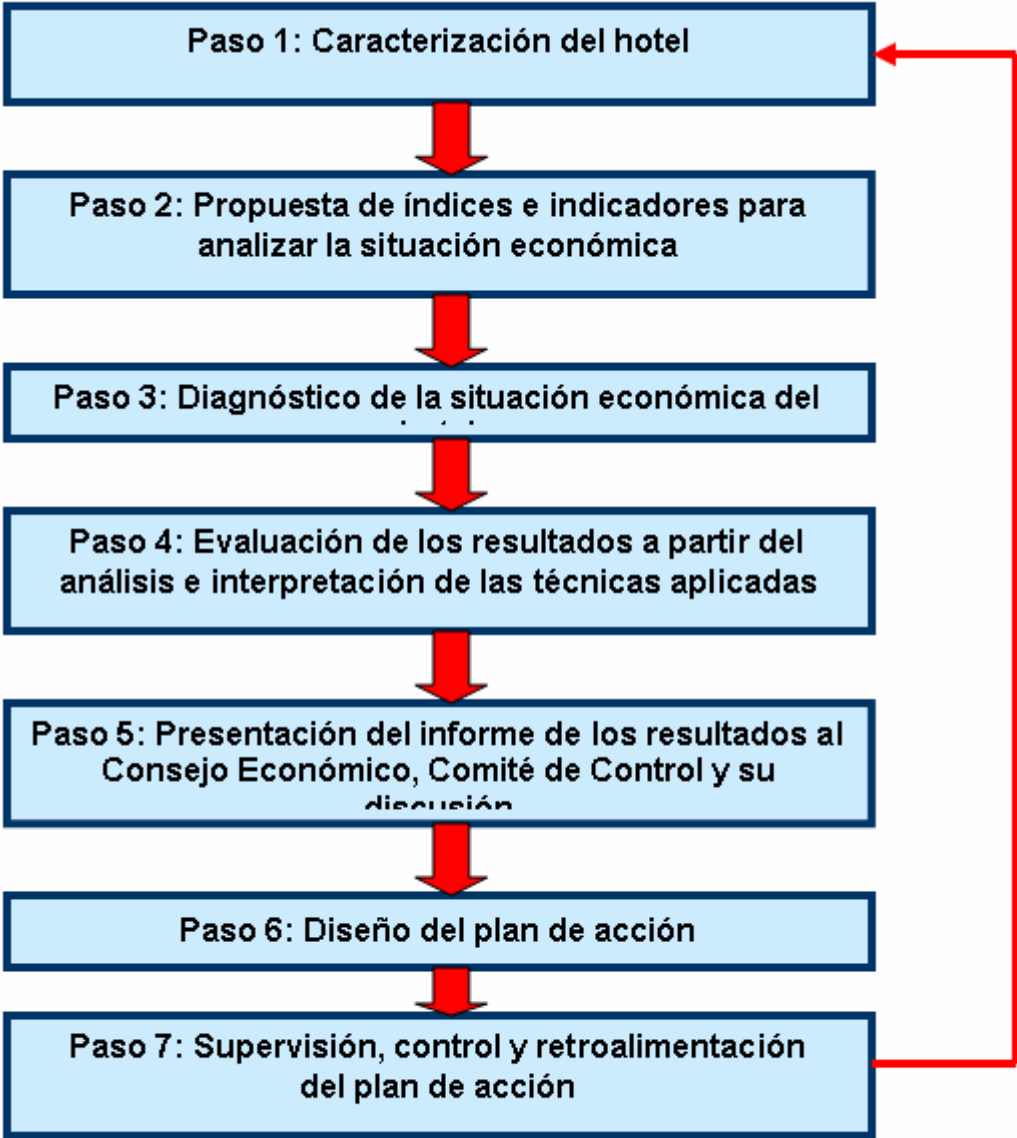 Paso 1: Caracterización del hotel
Paso 2: Propuesta de índices e indicadores para
analizar la situación económica
Paso 3: Diagnóstico de la situación económica del
Paso 4: Evaluación de los resultados a partir del
análisis e interpretación de las técnicas aplicadas
Paso 5: Presentación del informe de los resultados al
Consejo Económico, Comité de Control y su
discusión
Paso 6: Diseño del plan de acción
Paso 7: Supervisión, control y retroalimentación
del plan de acción